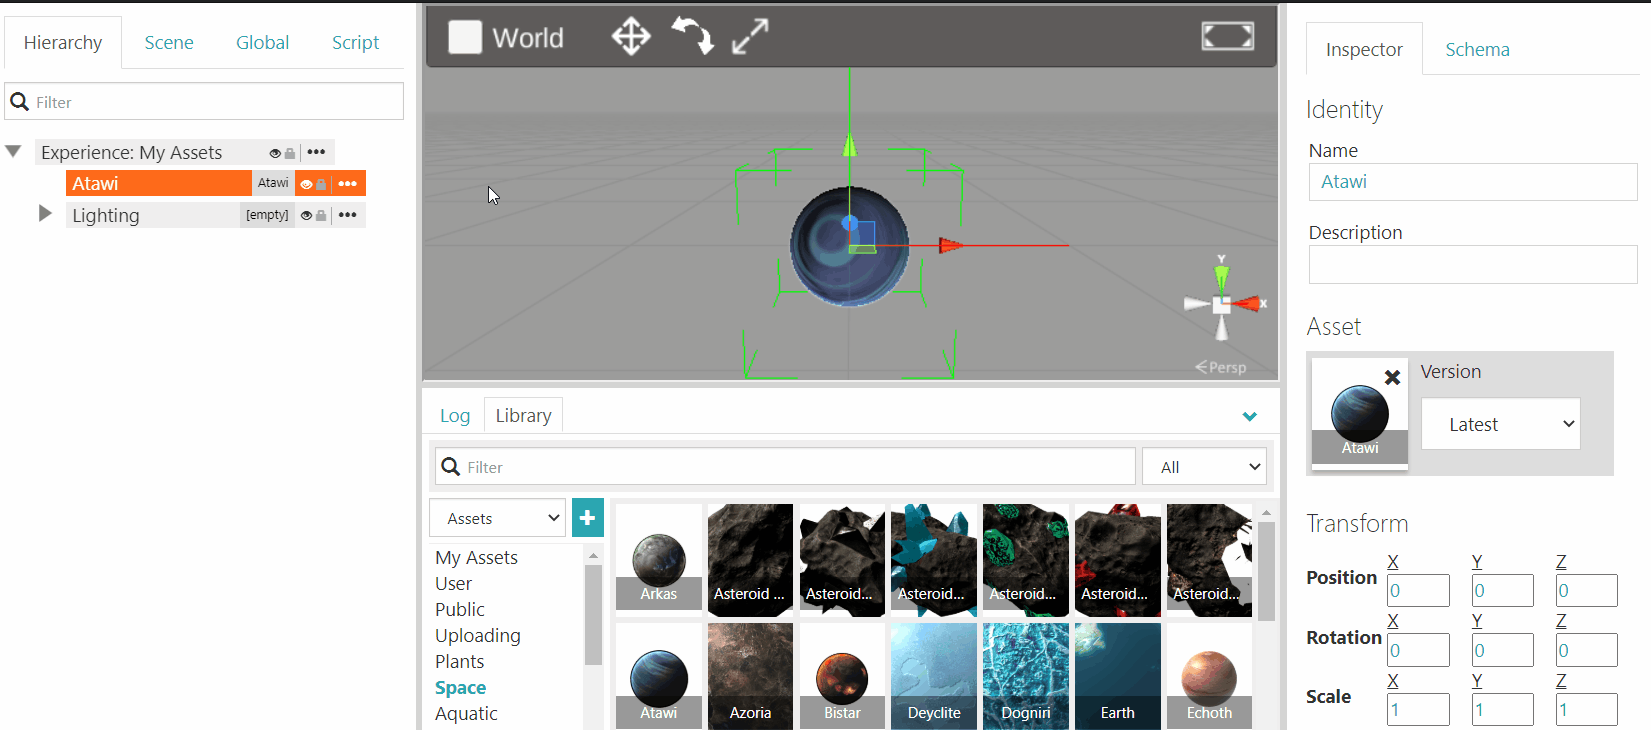 Hierarchy
Scene
Global
Script
Filter
Experience: My Assets
Atawi
Atawi
Lighting
[empty]
World
Y
X
Persp
Log
Library
Filter
All
Assets
My Assets
User
Public
Uploading
Plants
Space
Aquatic
Arkas
Asteroid ...
Asteroid...
Asteroid...
Asteroid...
Asteroid...
Asteroid...
Atawi
Azoria
Bistar
Deyclite
Dogniri
Earth
Echoth
Inspector
Schema
Identity
Name
Atawi
Description
Asset
Atawi
Version
Latest
Transform
X Y Z
Position 0 0 0
X Y Z
Rotation 0 0 0
X Y Z
Scale 1 1 1